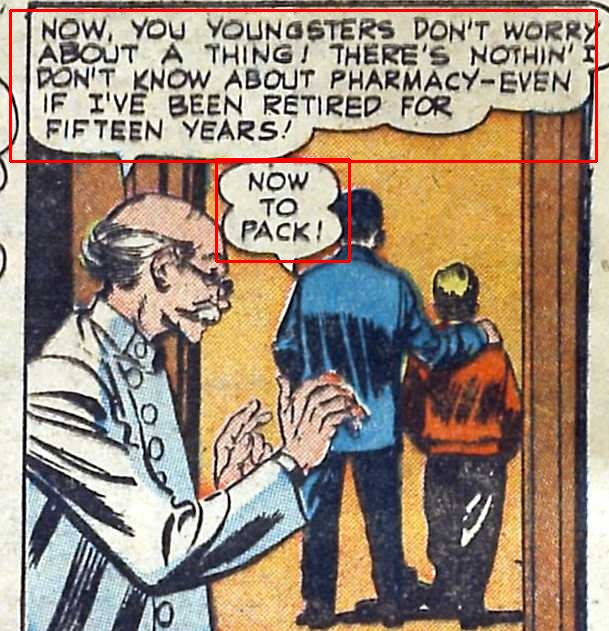 NOW, YOU YOUNGSTERS DON'T WORRY
ABOUT A THING! THERE'S NOTHIN' I
DON'T KNOW ABOUT PHARMACY—EVEN
IF I'VE BEEN RETIRED FOR
FIFTEEN YEARS!
NOW
TO
PACK!